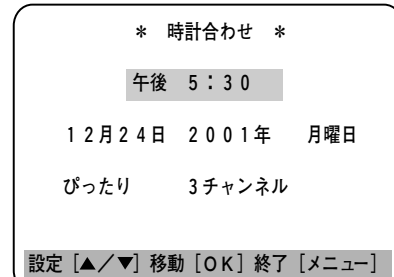 ＊ 時計合わせ ＊
午後 ５：３０
１２月２４日 ２００１年 月曜日
ぴったり ３チャンネル
設定［▲／▼］移動［ＯＫ］終了［メニュー］